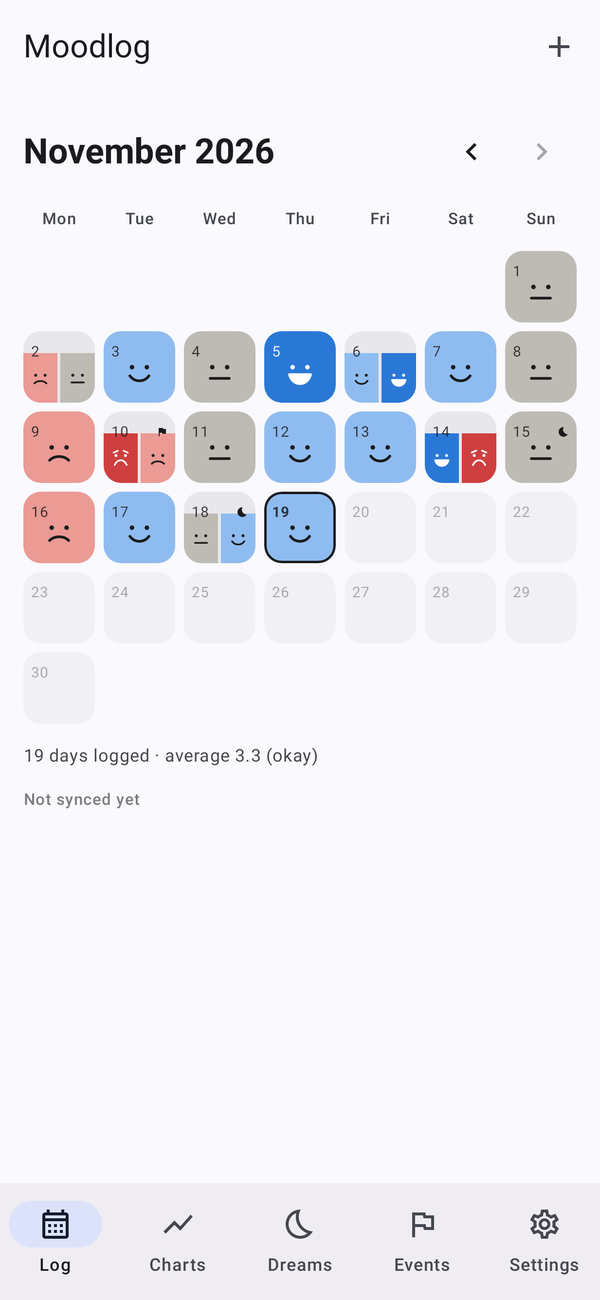 Moodlog
November 2026
Mon Tue Wed Thu Fri Sat Sun
1
2 3 4 5 6 7 8
9 10 11 12 13 14 15
16 17 18 19 20 21 22
23 24 25 26 27 28 29
30
19 days logged · average 3.3 (okay)
Not synced yet
Log Charts Dreams Events Settings